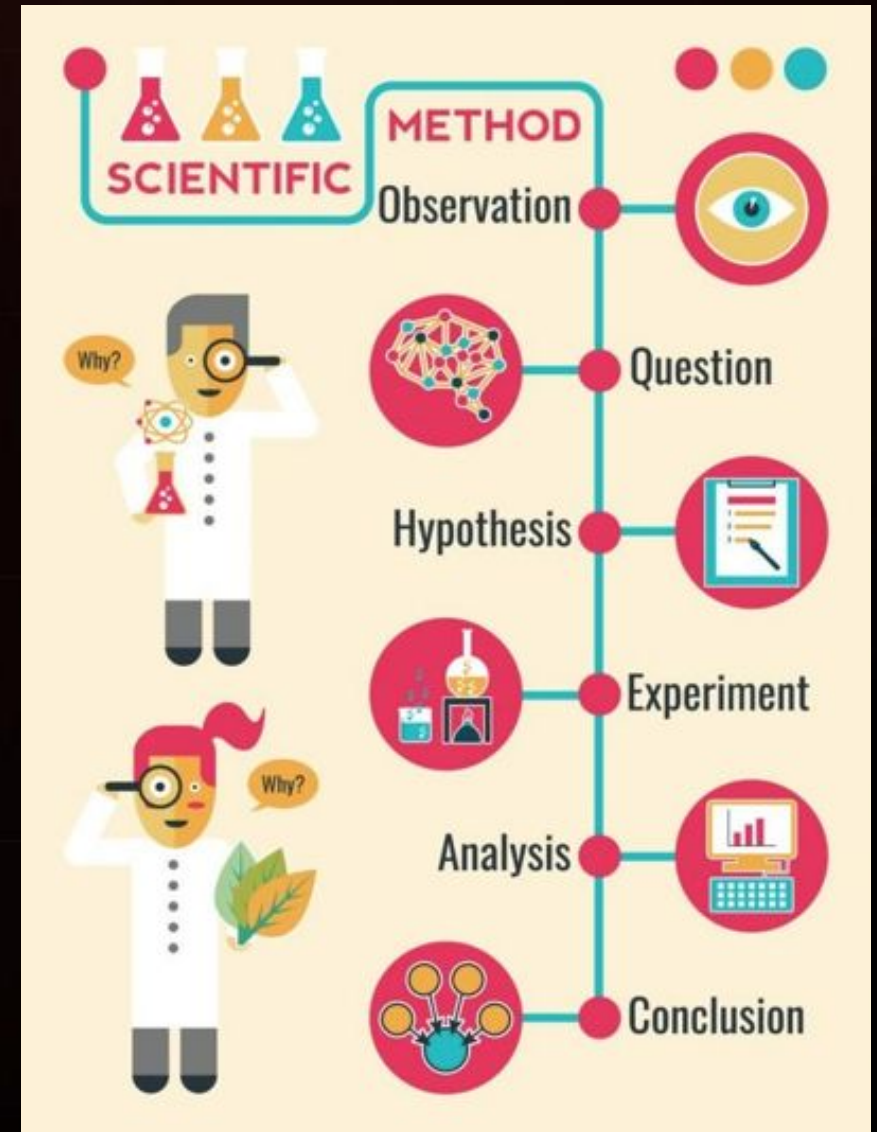 SCIENTIFIC
METHOD
Observation
Why?
Question
Hypothesis
Experiment
Why?
Analysis
Conclusion